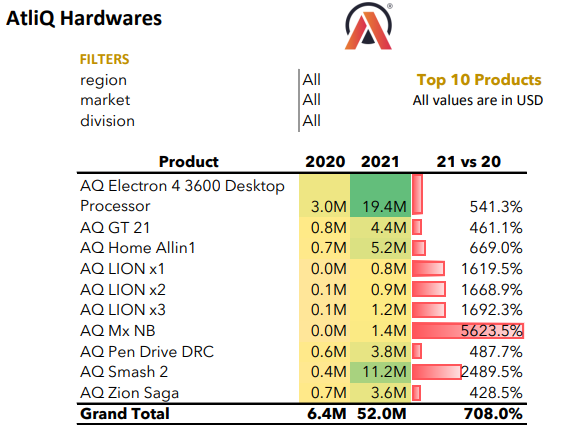 AtliQ Hardwares
FILTERS
region All
market All
division All
Top 10 Products
All values are in USD
Product 2020 2021 21 vs 20
AQ Electron 4 3600 Desktop
Processor 3.0M 19.4M 541.3%
AQ GT 21 0.8M 4.4M 461.1%
AQ Home Allin1 0.7M 5.2M 669.0%
AQ LION x1 0.0M 0.8M 1619.5%
AQ LION x2 0.1M 0.9M 1668.9%
AQ LION x3 0.1M 1.2M 1692.3%
AQ Mx NB 0.0M 1.4M 5623.5%
AQ Pen Drive DRC 0.6M 3.8M 487.7%
AQ Smash 2 0.4M 11.2M 2489.5%
AQ Zion Saga 0.7M 3.6M 428.5%
Grand Total 6.4M 52.0M 708.0%